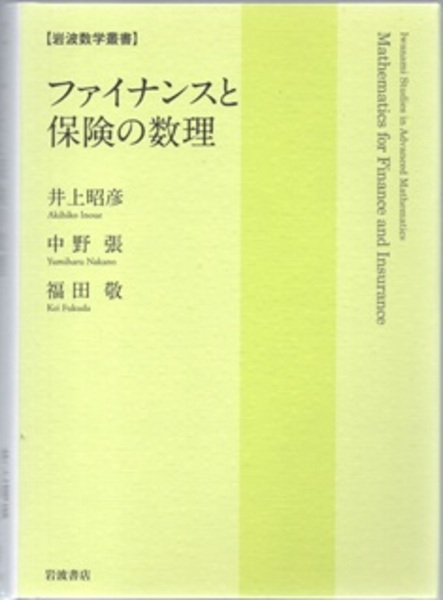 【岩波数学叢書】
ファイナンスと
保険の数理
井上昭彦
Akihiko Inoue
中野 張
Yumiharu Nakano
福田 敬
Kei Fukuda
岩波書店
Iwanami Studies in Advanced Mathematics
Mathematics for Finance and Insurance